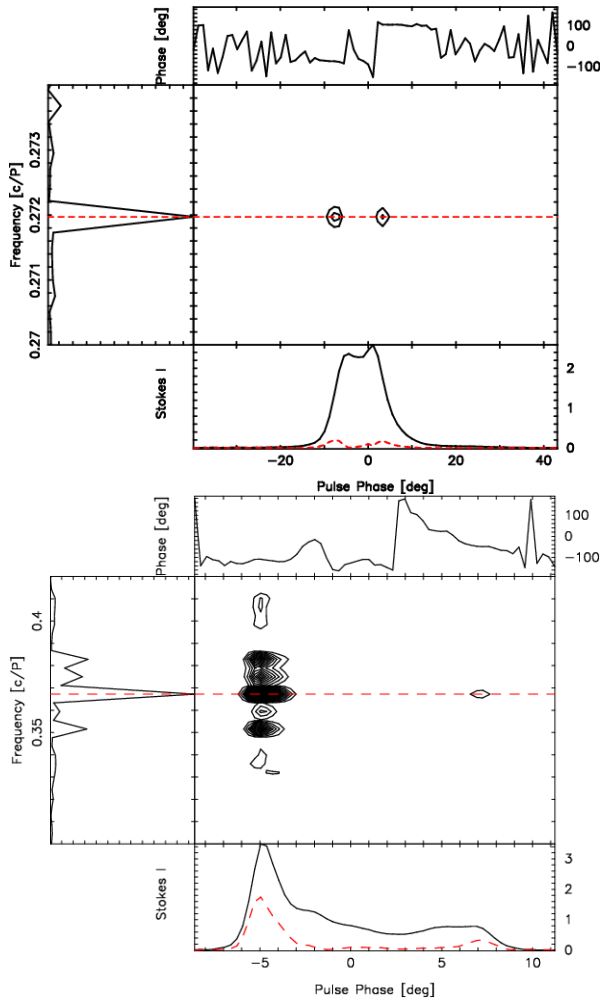 Phase [deg]
100
0
−100
Frequency [c/P]
0.273
0.272
0.271
0.27
Stokes I
2
1
0
−20 0 20 40
Pulse Phase [deg]
Phase [deg]
100
0
−100
Frequency [c/P]
0.4
0.35
Stokes I
3
2
1
0
−5 0 5 10
Pulse Phase [deg]